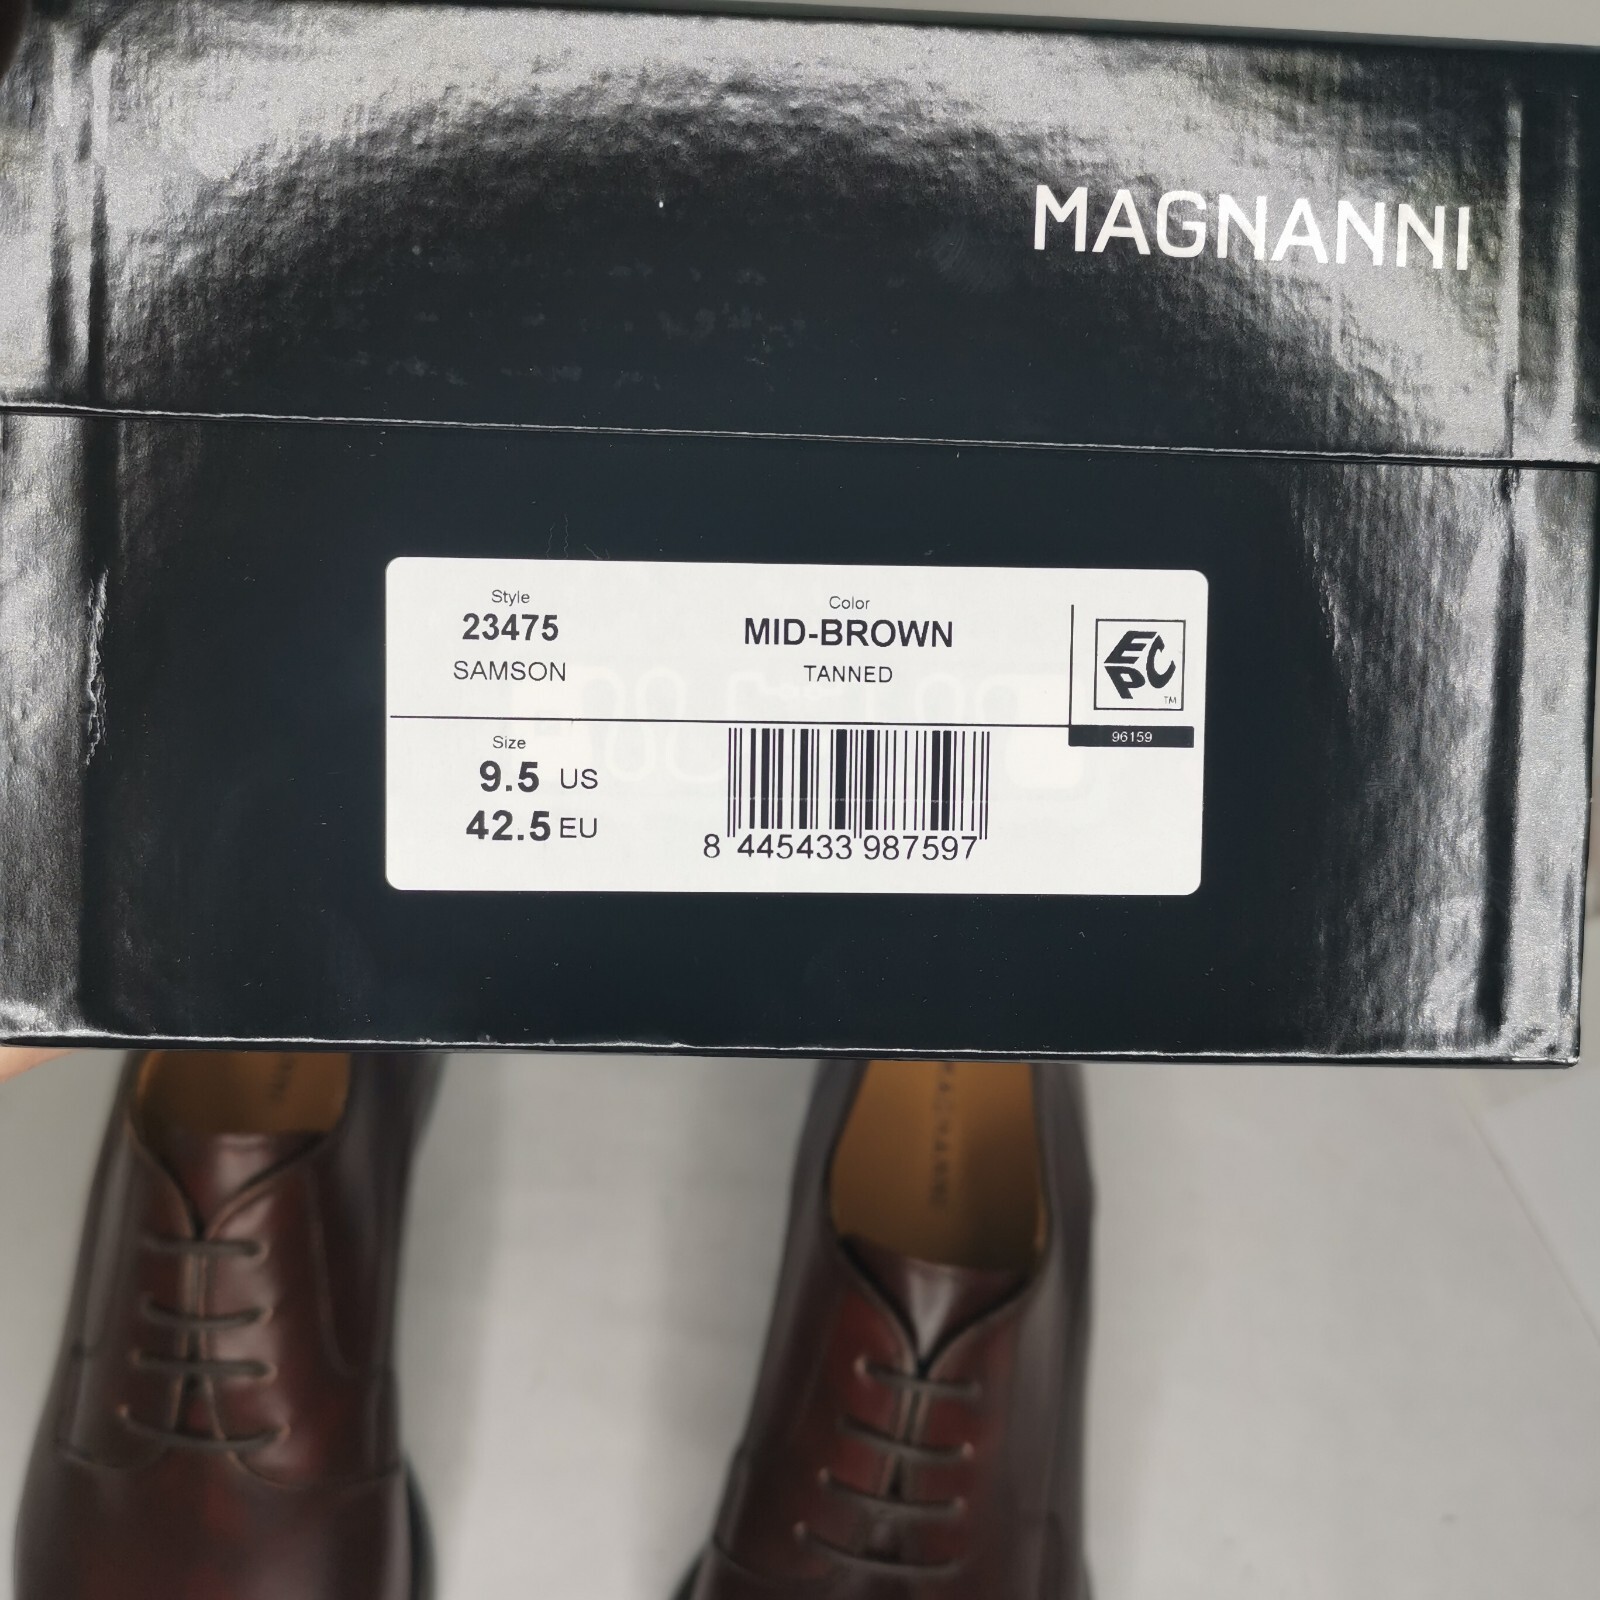 MAGNANNI
Style
23475
SAMSON
Color
MID-BROWN
TANNED
EPC
TM
96159
Size
9.5 US
42.5 EU
8 445433 987597